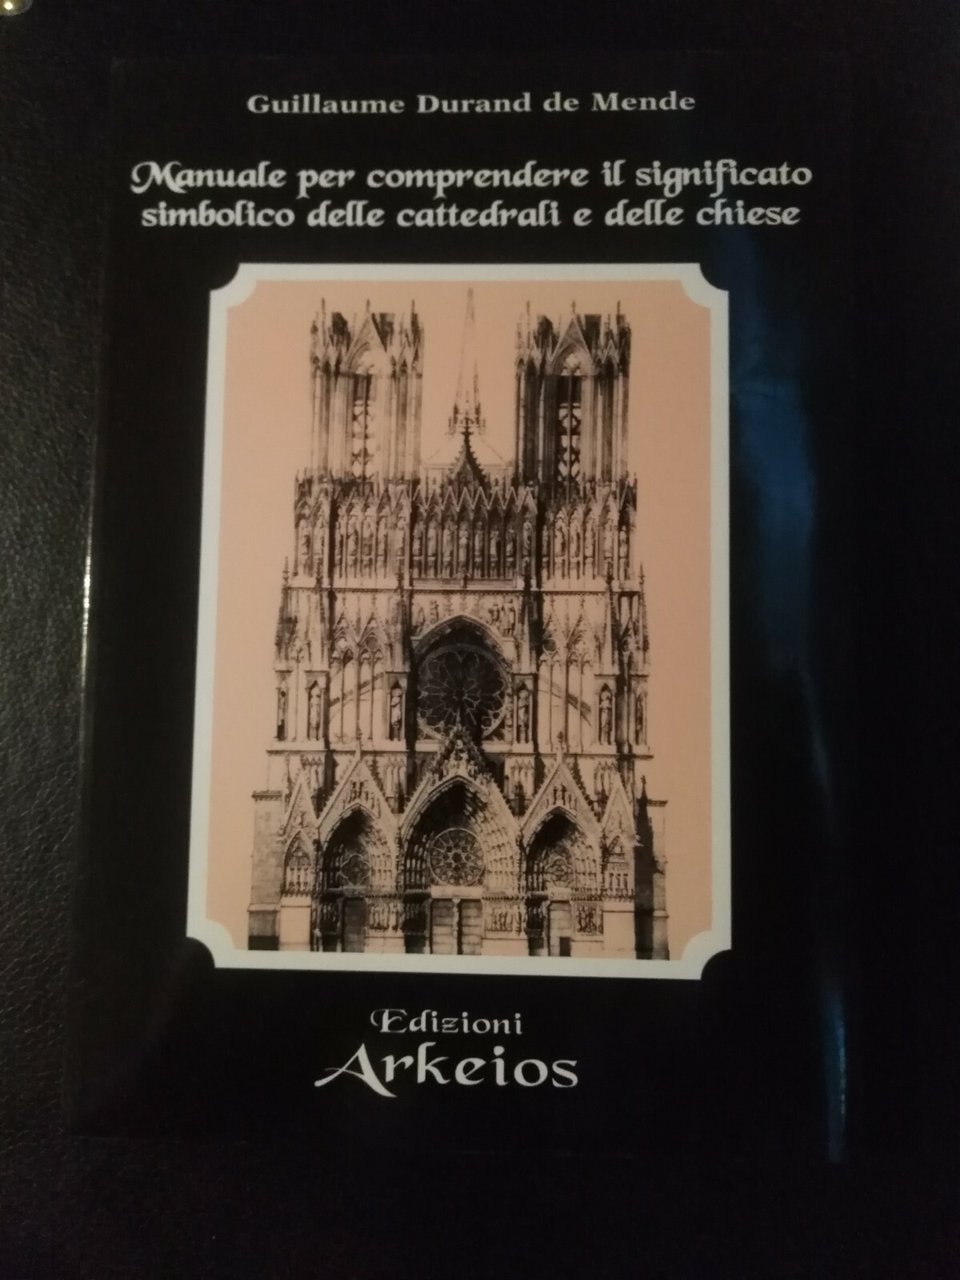 Guillaume Durand de Mende
Manuale per comprendere il significato
simbolico delle cattedrali e delle chiese
Edizioni
Arkeios